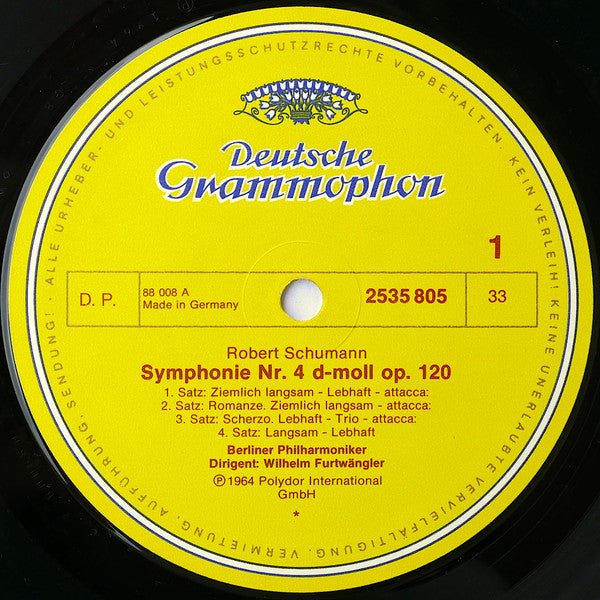 Deutsche
Grammophon
1
D. P.
88 008 A
Made in Germany
2535 805
33
Robert Schumann
Symphonie Nr. 4 d-moll op. 120
1. Satz: Ziemlich langsam - Lebhaft - attacca:
2. Satz: Romanze. Ziemlich langsam - attacca:
3. Satz: Scherzo. Lebhaft - Trio - attacca:
4. Satz: Langsam - Lebhaft
Berliner Philharmoniker
Dirigent: Wilhelm Furtwängler
Ⓟ 1964 Polydor International
GmbH
*
· ALLE URHEBER- UND LEISTUNGSSCHUTZRECHTE VORBEHALTEN. KEIN VERLEIH! KEINE UNERLAUBTE VERVIELFÄLTIGUNG, VERMIETUNG, AUFFÜHRUNG, SENDUNG!